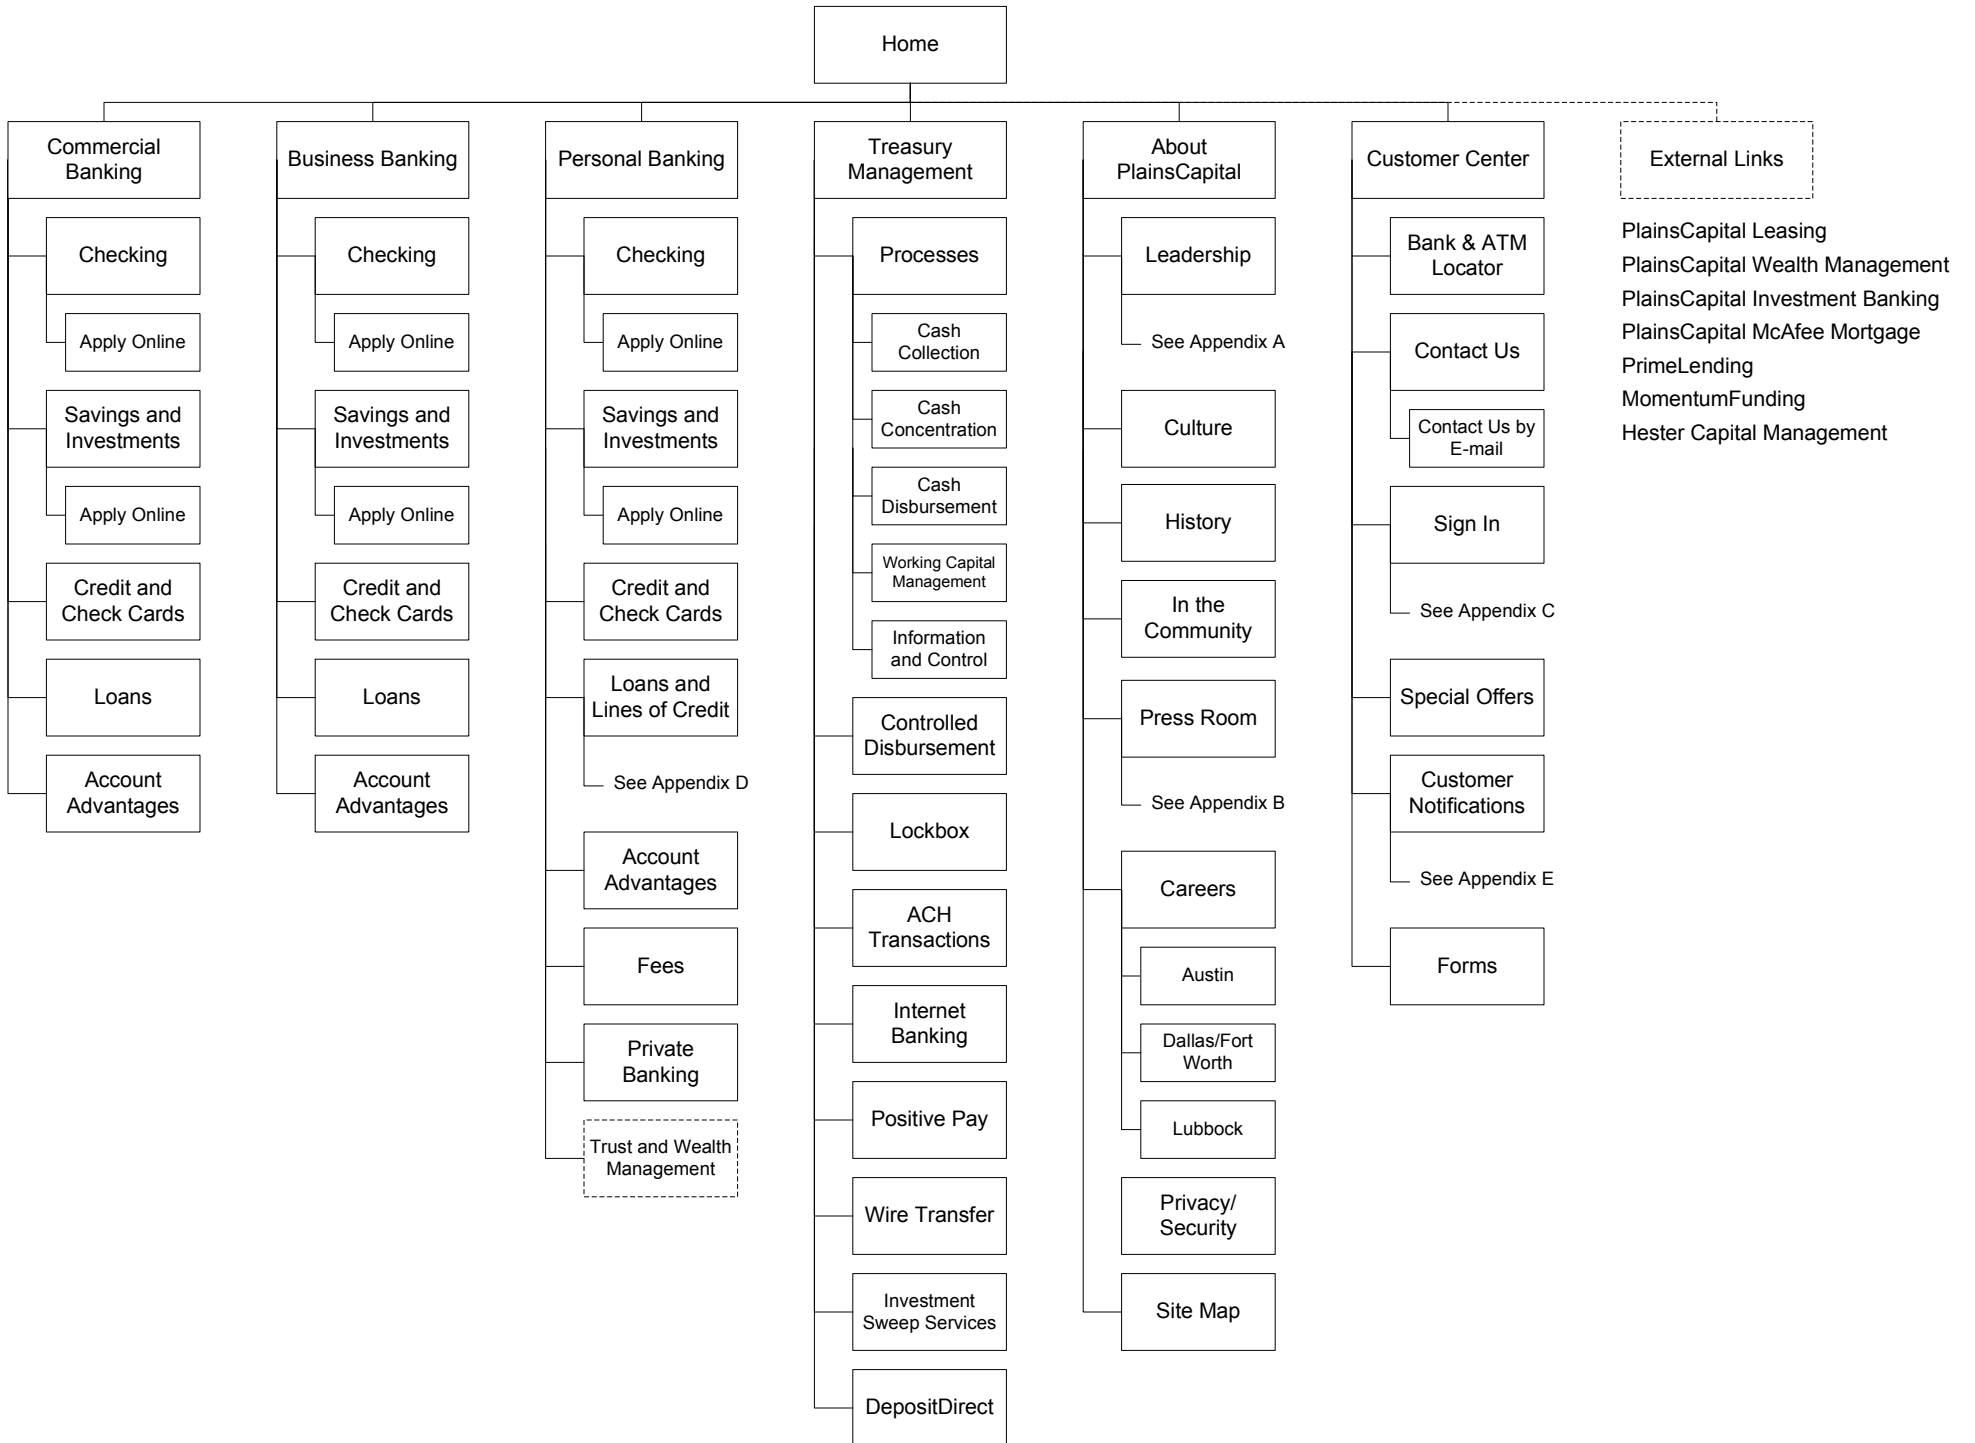 Home
Commercial
Banking
Checking
Apply Online
Savings and
Investments
Apply Online
Credit and
Check Cards
Loans
Account
Advantages
Business Banking
Checking
Apply Online
Savings and
Investments
Apply Online
Credit and
Check Cards
Loans
Account
Advantages
Personal Banking
Checking
Apply Online
Savings and
Investments
Apply Online
Credit and
Check Cards
Loans and
Lines of Credit
See Appendix D
Account
Advantages
Fees
Private
Banking
Trust and Wealth
Management
Treasury
Management
Processes
Cash
Collection
Cash
Concentration
Cash
Disbursement
Working Capital
Management
Information
and Control
Controlled
Disbursement
Lockbox
ACH
Transactions
Internet
Banking
Positive Pay
Wire Transfer
Investment
Sweep Services
DepositDirect
About
PlainsCapital
Leadership
See Appendix A
Culture
History
In the
Community
Press Room
See Appendix B
Careers
Austin
Dallas/Fort
Worth
Lubbock
Privacy/
Security
Site Map
Customer Center
Bank & ATM
Locator
Contact Us
Contact Us by
E-mail
Sign In
See Appendix C
Special Offers
Customer
Notifications
See Appendix E
Forms
External Links
PlainsCapital Leasing
PlainsCapital Wealth Management
PlainsCapital Investment Banking
PlainsCapital McAfee Mortgage
PrimeLending
MomentumFunding
Hester Capital Management